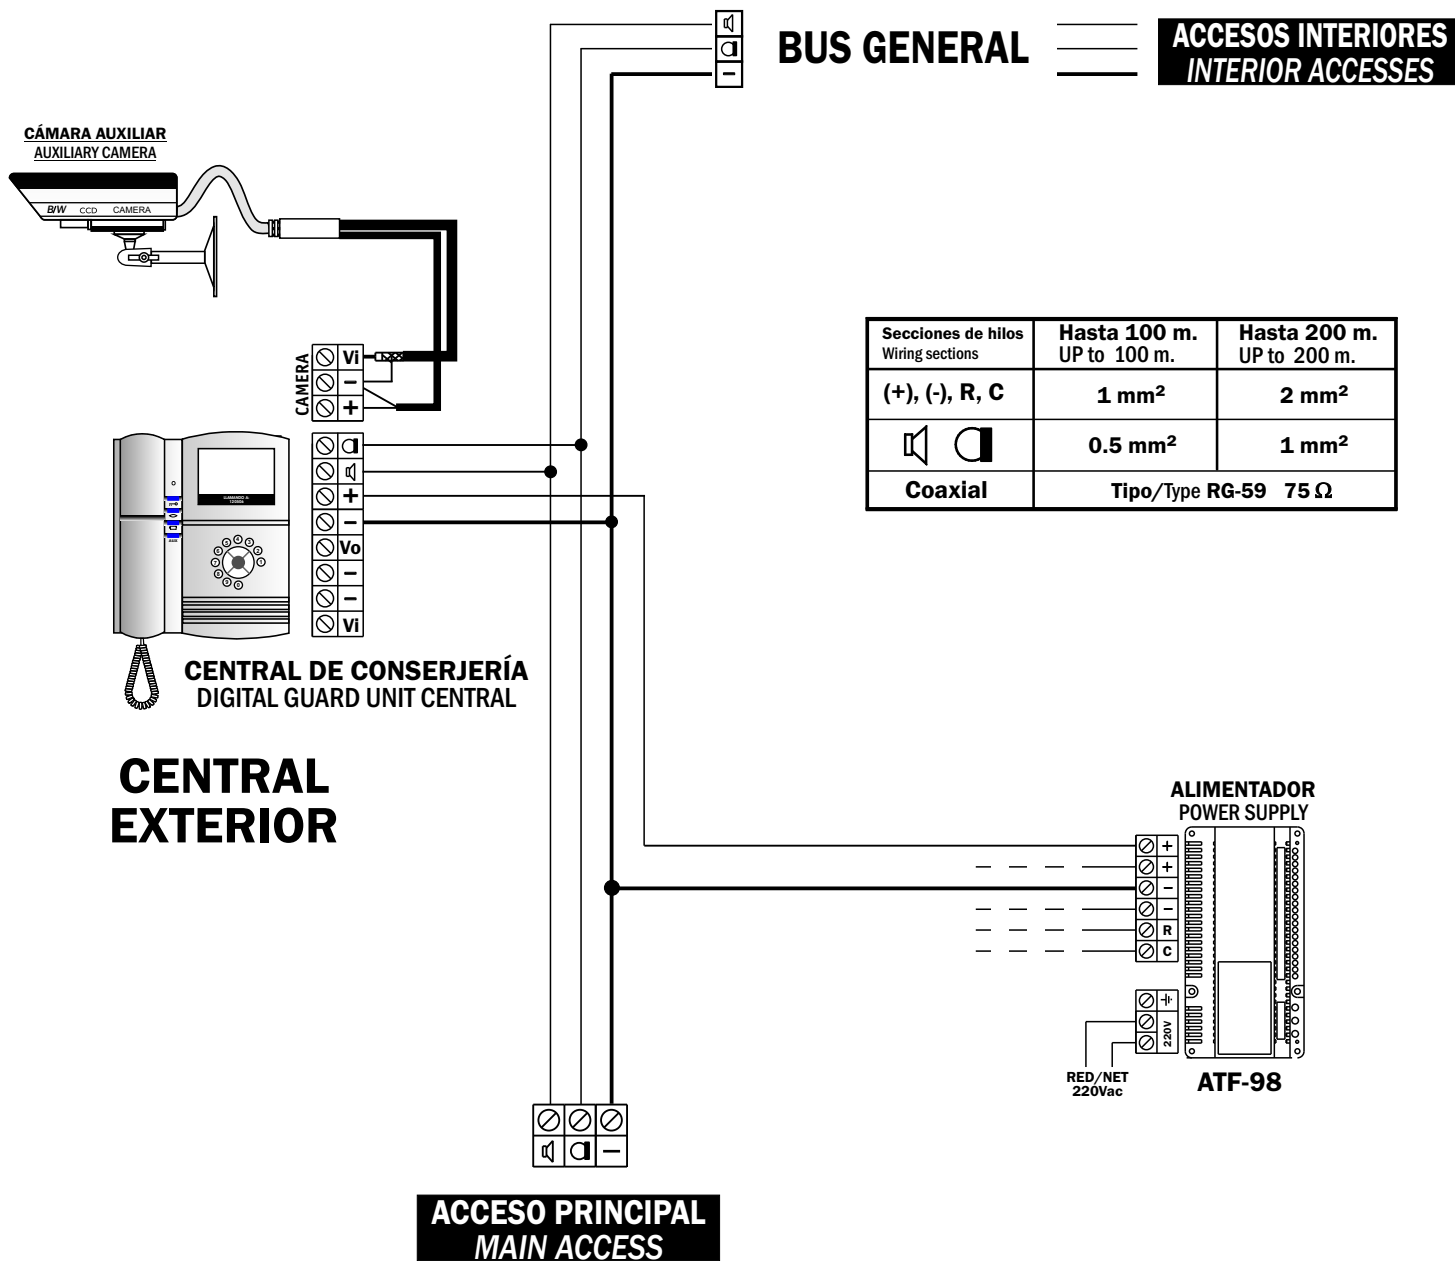 BUS GENERAL
ACCESOS INTERIORES
INTERIOR ACCESSES
−
CÁMARA AUXILIAR
AUXILIARY CAMERA
B/W CCD CAMERA
CAMERA
Vi
−
+
Secciones de hilos
Wiring sections
Hasta 100 m.
UP to 100 m.
Hasta 200 m.
UP to 200 m.
(+), (-), R, C
1 mm²
2 mm²
0.5 mm²
1 mm²
Coaxial
Tipo/Type RG-59 75 Ω
LLAMANDO A:
AUX
+
−
Vo
−
−
Vi
CENTRAL DE CONSERJERÍA
DIGITAL GUARD UNIT CENTRAL
CENTRAL
EXTERIOR
ALIMENTADOR
POWER SUPPLY
+
+
−
−
R
C
220V
RED/NET
220Vac
ATF-98
−
ACCESO PRINCIPAL
MAIN ACCESS